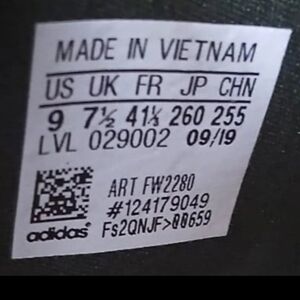 MADE IN VIETNAM
US UK FR JP CHN
9 7½ 41⅓ 260 255
LVL 029002 09/19
ART FW2280
#124179049
adidas Fs2QNJF>00659